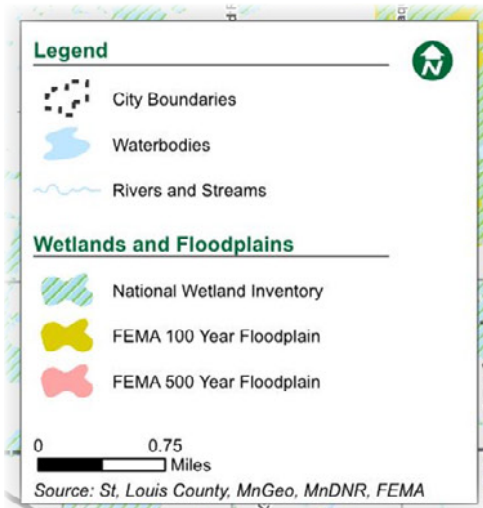 Legend
N
City Boundaries
Waterbodies
Rivers and Streams
Wetlands and Floodplains
National Wetland Inventory
FEMA 100 Year Floodplain
FEMA 500 Year Floodplain
0 0.75
Miles
Source: St, Louis County, MnGeo, MnDNR, FEMA